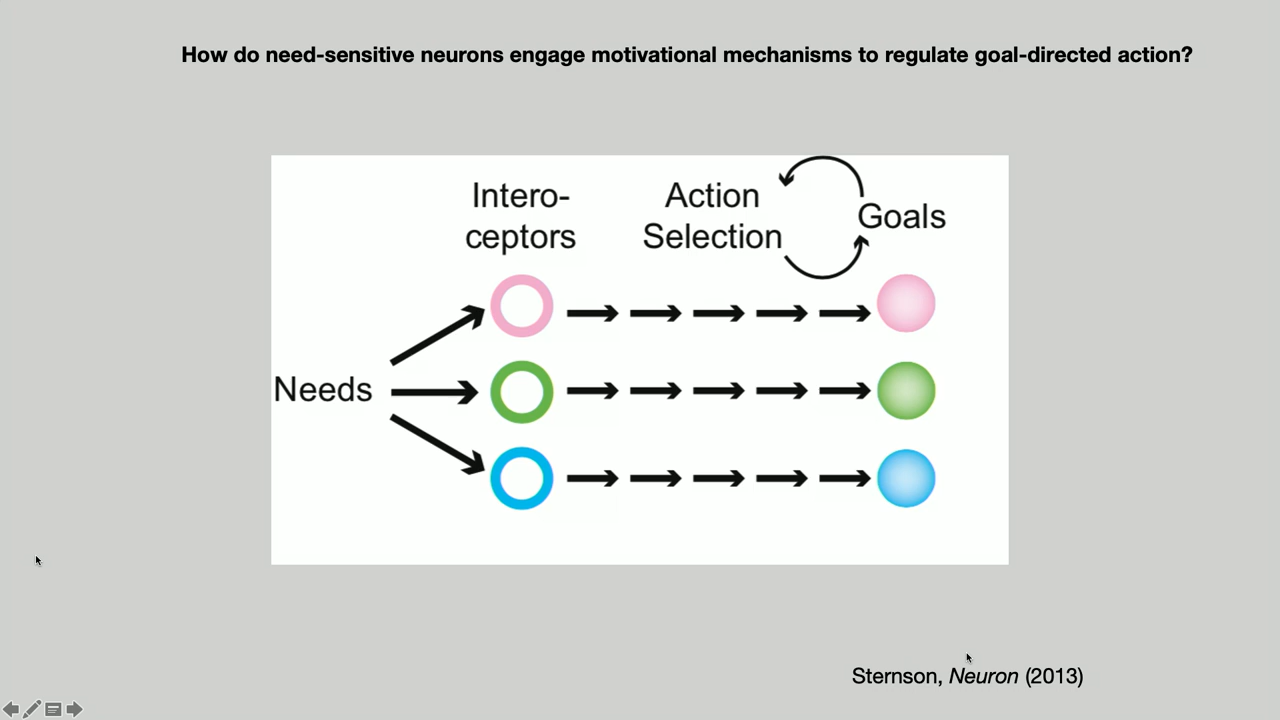 How do need-sensitive neurons engage motivational mechanisms to regulate goal-directed action?
Intero-
ceptors
Action
Selection
Goals
Needs
Sternson, Neuron (2013)